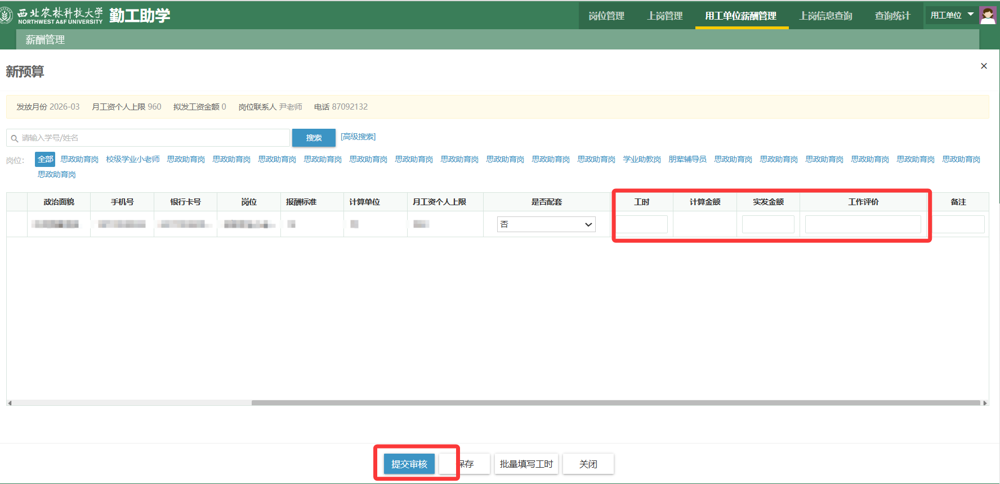 西北农林科技大学 勤工助学
NORTHWEST A&F UNIVERSITY
岗位管理 上岗管理 用工单位薪酬管理 上岗信息查询 查询统计 用工单位
薪酬管理
新预算
发放月份 2026-03 月工资个人上限 960 拟发工资金额 0 岗位联系人 尹老师 电话 87092132
请输入学号/姓名 搜索 [高级搜索]
岗位: 全部 思政助育岗 校级学业小老师 思政助育岗 思政助育岗 思政助育岗 思政助育岗 思政助育岗 思政助育岗 思政助育岗 思政助育岗 思政助育岗 思政助育岗 学业助教岗 朋辈辅导员 思政助育岗 思政助育岗 思政助育岗 思政助育岗 思政助育岗 思政助育岗
思政助育岗
政治面貌 手机号 银行卡号 岗位 报酬标准 计算单位 月工资个人上限 是否配套 工时 计算金额 实发金额 工作评价 备注
否
提交审核 保存 批量填写工时 关闭